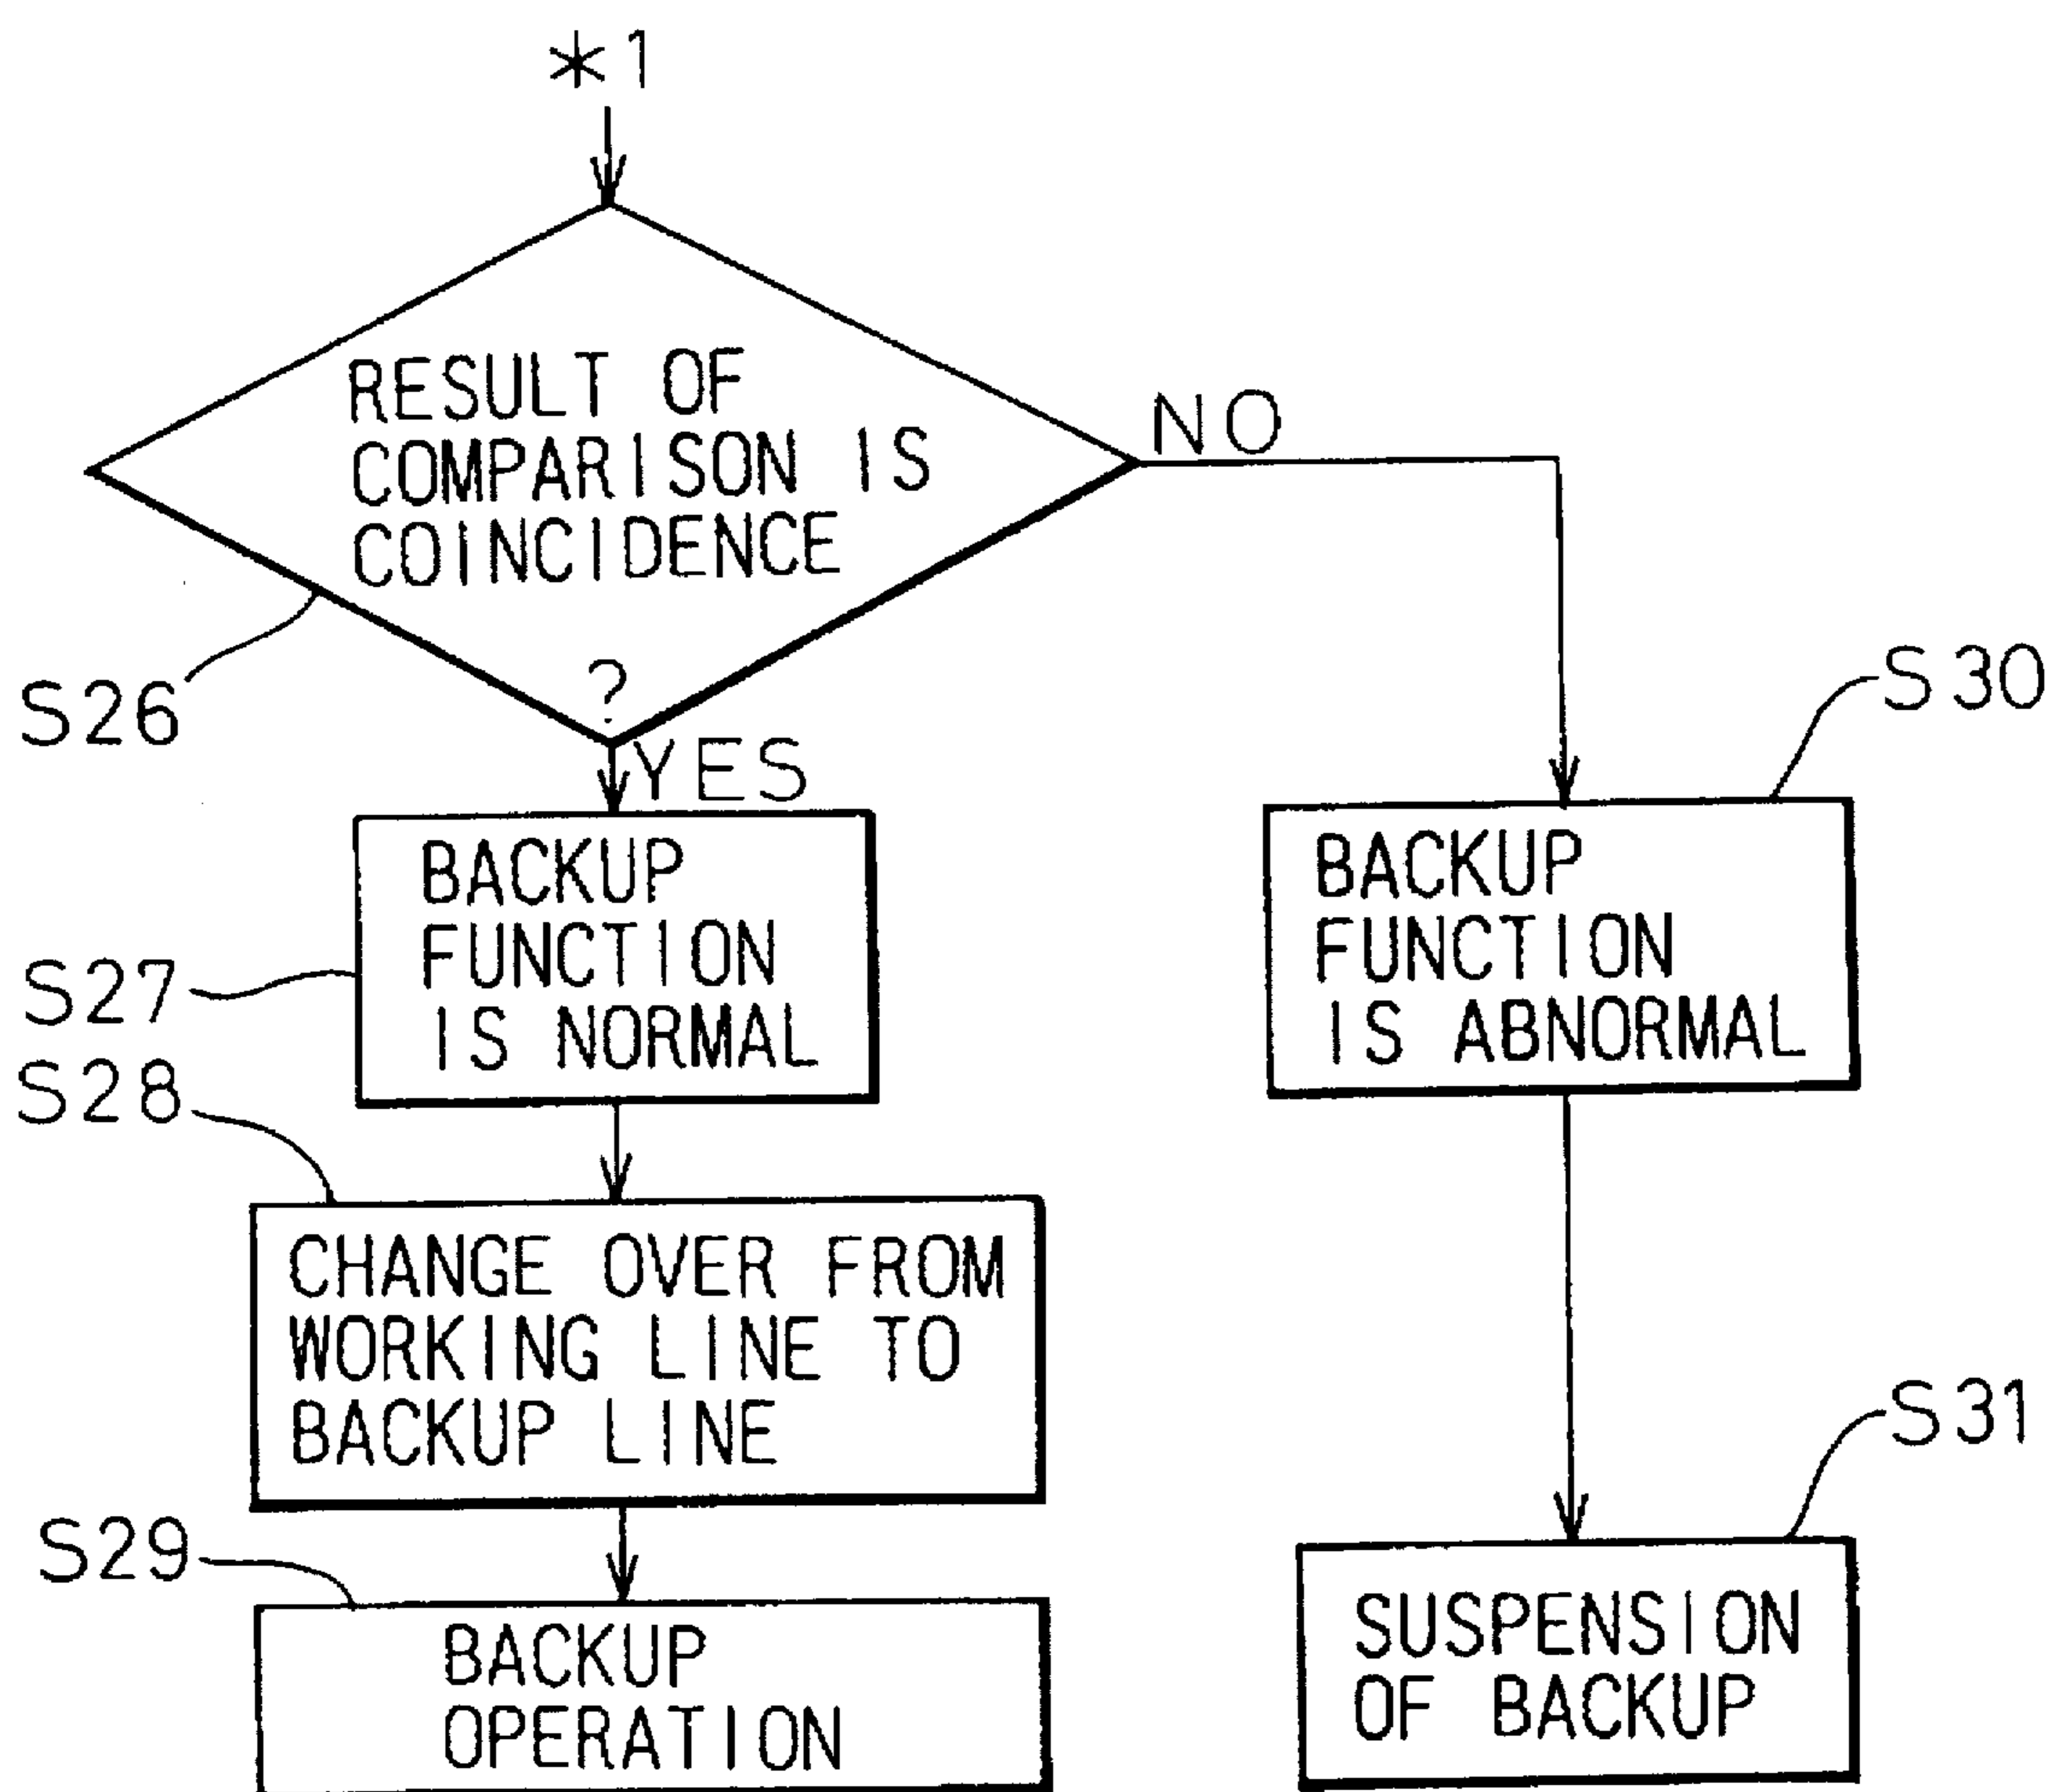 *1
RESULT OF
COMPARISON IS
COINCIDENCE
?
NO
S26
YES
S30
BACKUP
FUNCTION
IS NORMAL
S27
BACKUP
FUNCTION
IS ABNORMAL
S28
CHANGE OVER FROM
WORKING LINE TO
BACKUP LINE
S29
BACKUP
OPERATION
S31
SUSPENSION
OF BACKUP